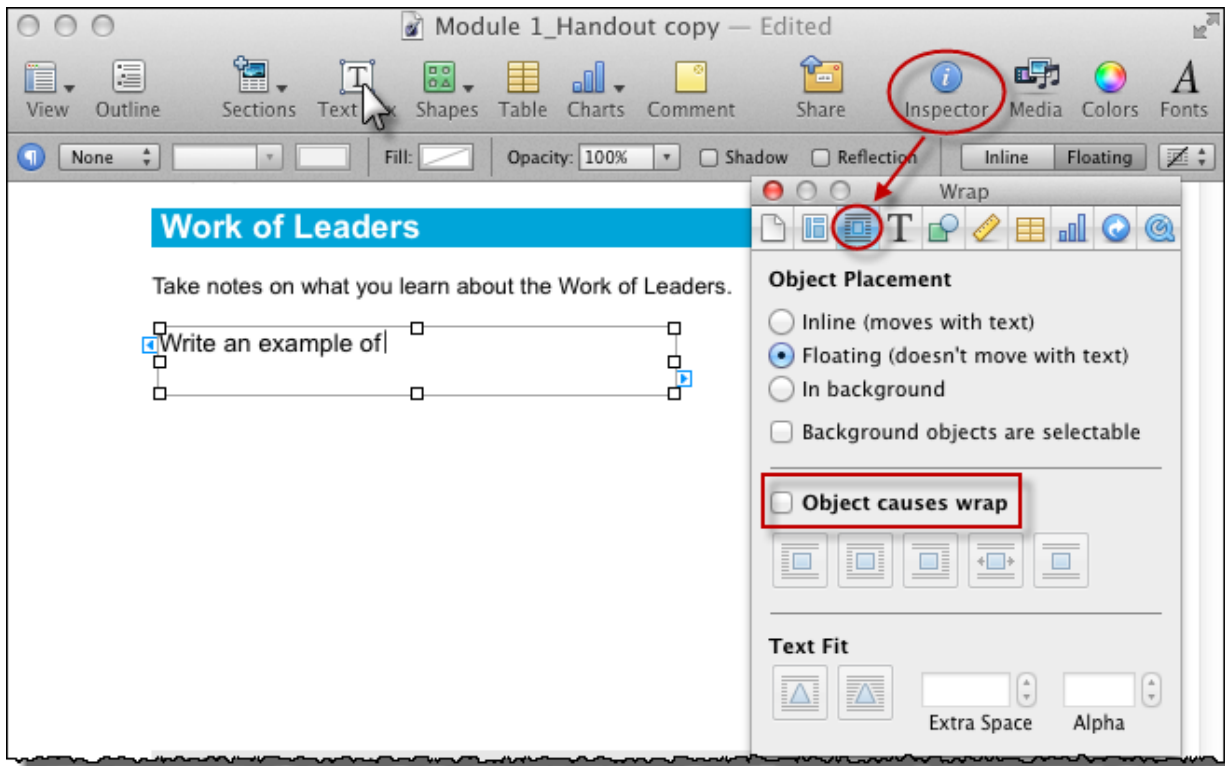 Module 1_Handout copy — Edited
View Outline Sections Text Shapes Table Charts Comment Share Inspector Media Colors Fonts
None Fill: Opacity: 100% Shadow Reflection Inline Floating
Wrap
Work of Leaders
Take notes on what you learn about the Work of Leaders.
Write an example of
Object Placement
Inline (moves with text)
Floating (doesn't move with text)
In background
Background objects are selectable
Object causes wrap
Text Fit
Extra Space Alpha